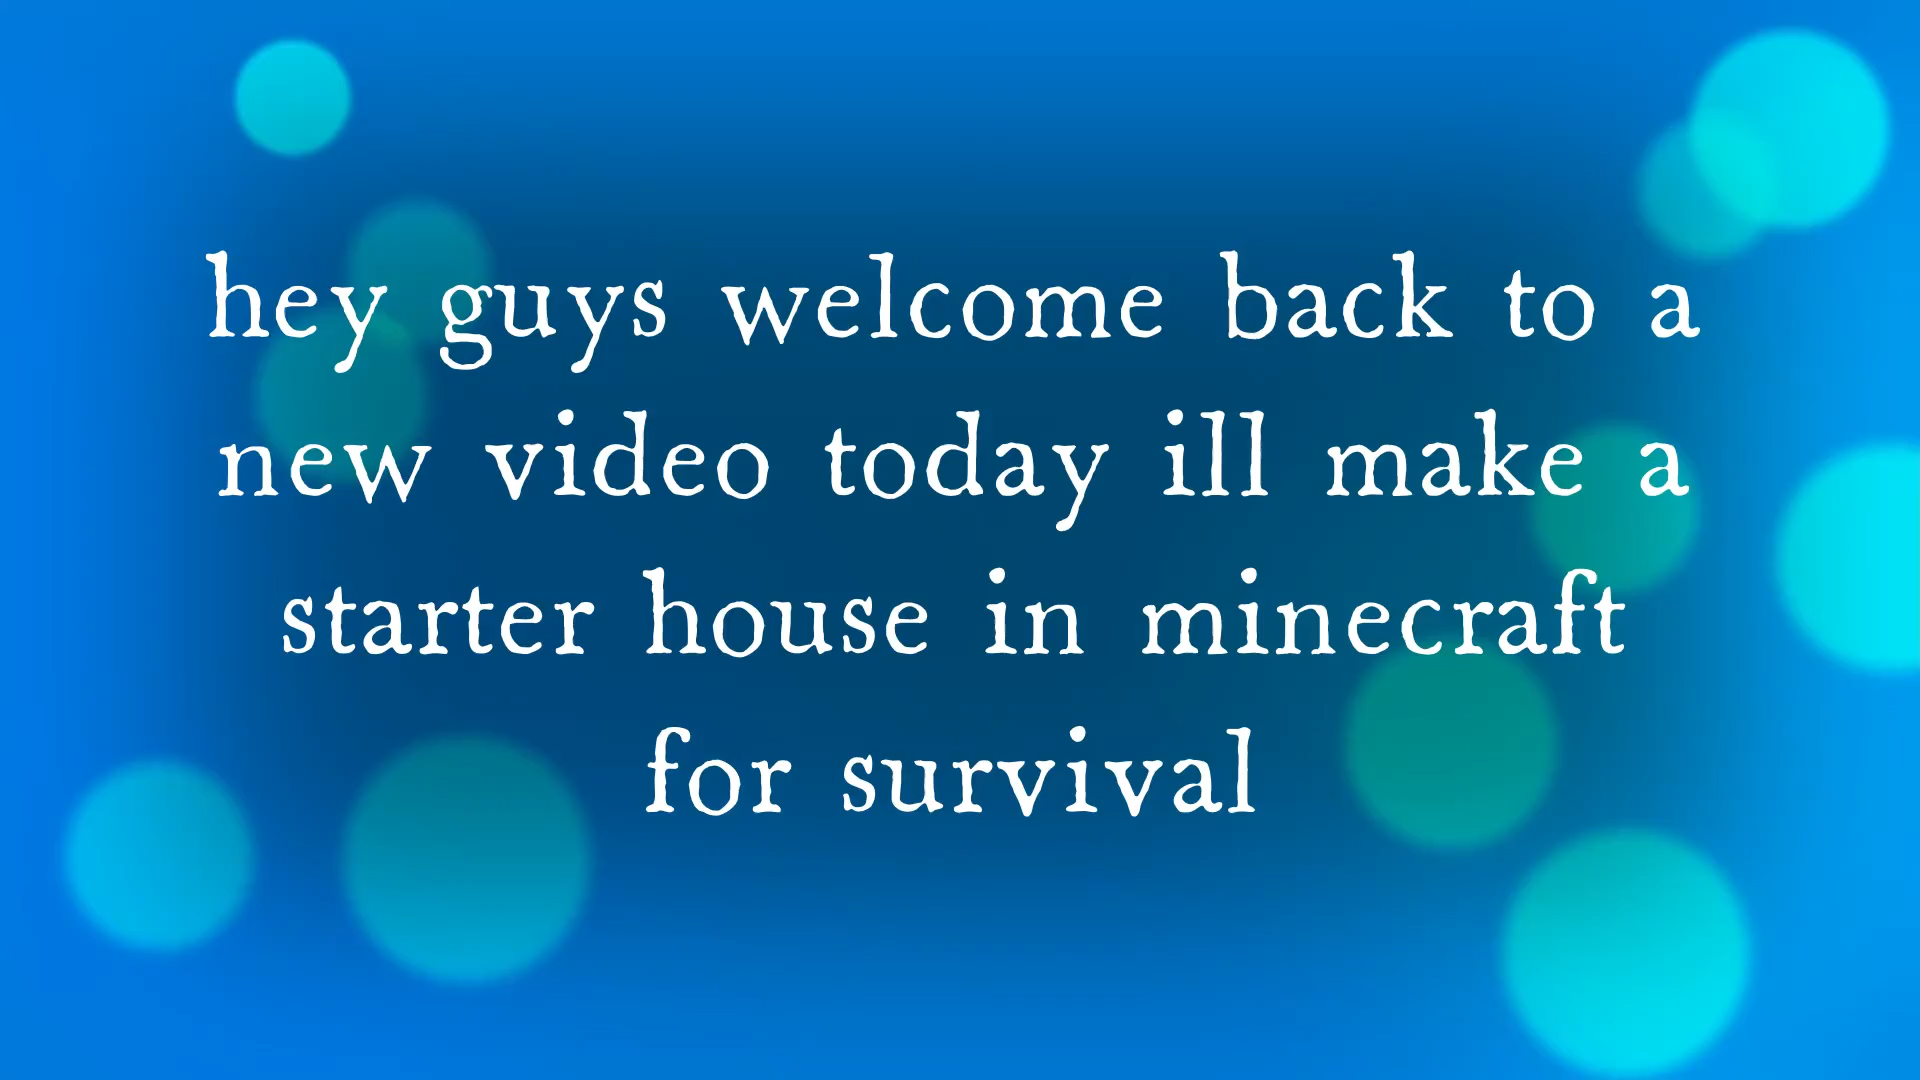 hey guys welcome back to a
new video today ill make a
starter house in minecraft
for survival